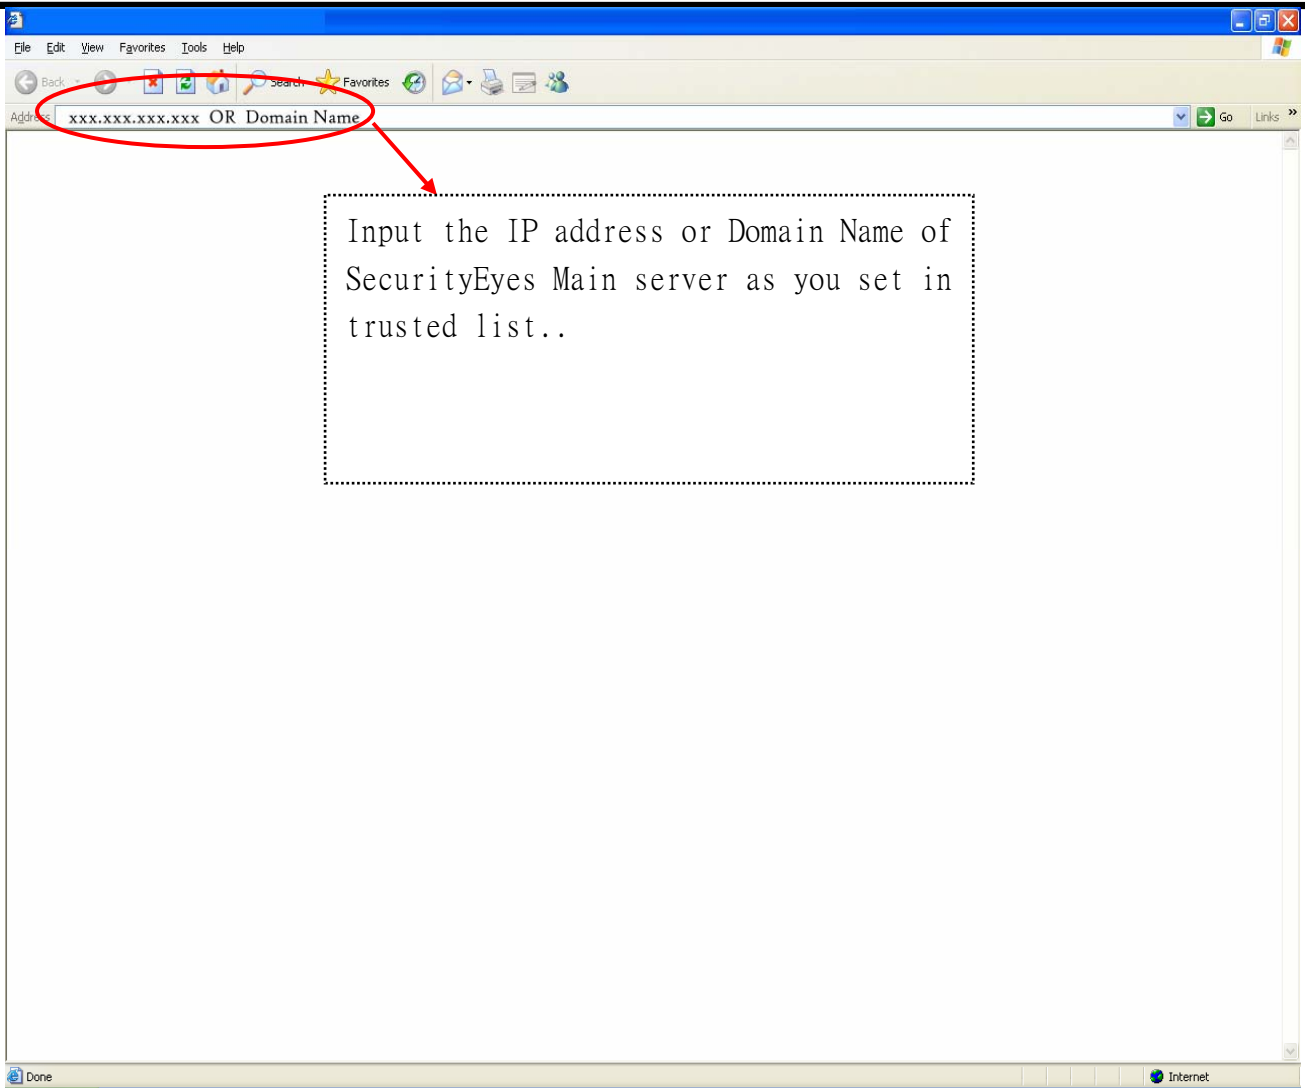 File Edit View Favorites Tools Help
Back Search Favorites
Address xxx.xxx.xxx.xxx OR Domain Name Go Links »
Input the IP address or Domain Name of
SecurityEyes Main server as you set in
trusted list..
Done Internet